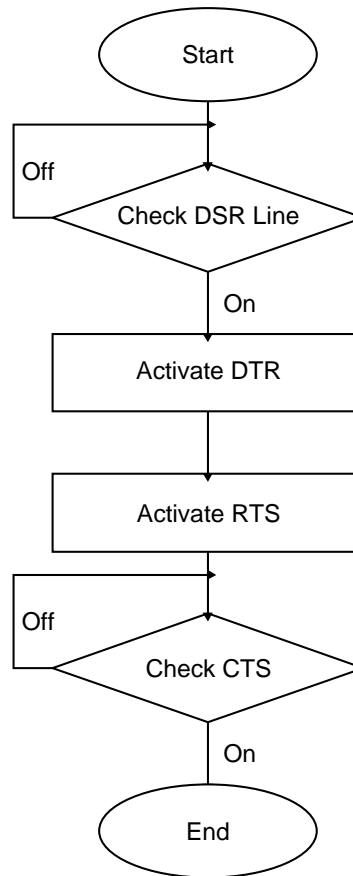 Start
Off
Check DSR Line
On
Activate DTR
Activate RTS
Off
Check CTS
On
End